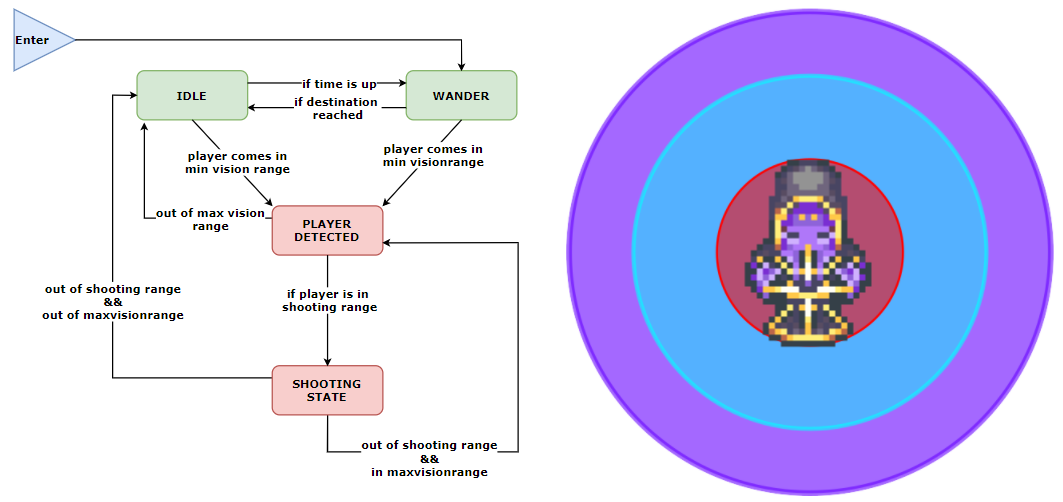 Enter
IDLE
if time is up
WANDER
if destination
reached
player comes in
min vision range
player comes in
min visionrange
out of max vision
range
PLAYER
DETECTED
out of shooting range
&&
out of maxvisionrange
if player is in
shooting range
SHOOTING
STATE
out of shooting range
&&
in maxvisionrange